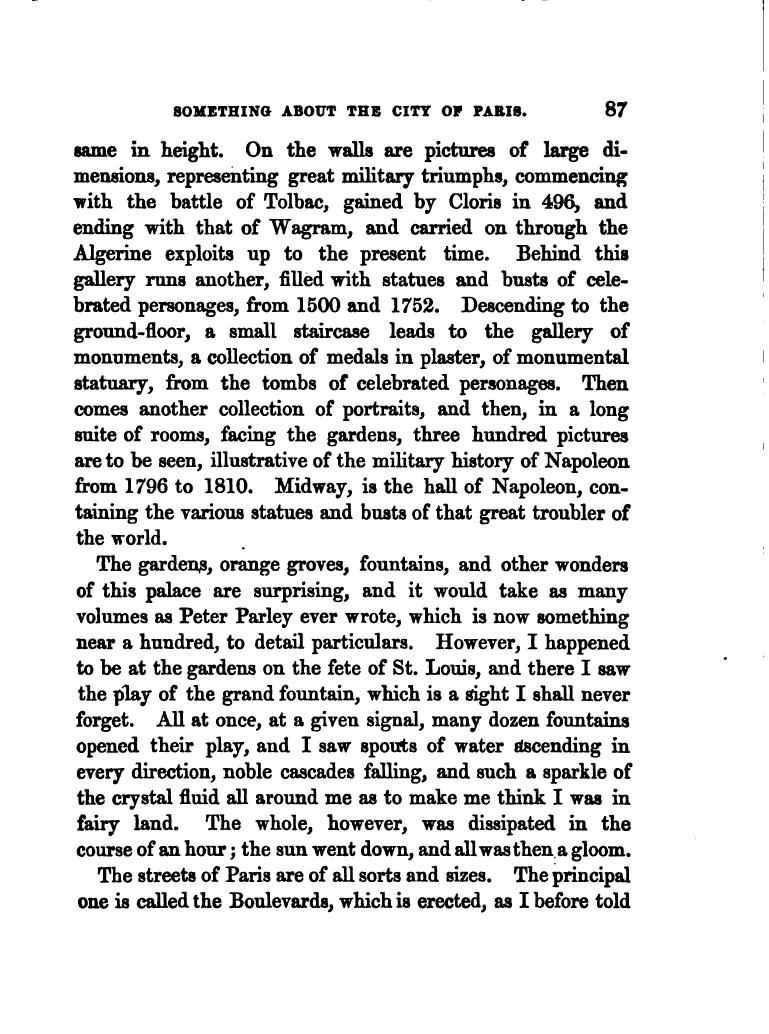 SOMETHING ABOUT THE CITY OF PARIS. 87
same in height. On the walls are pictures of large di-
mensions, representing great military triumphs, commencing
with the battle of Tolbac, gained by Cloris in 496, and
ending with that of Wagram, and carried on through the
Algerine exploits up to the present time. Behind this
gallery runs another, filled with statues and busts of cele-
brated personages, from 1500 and 1752. Descending to the
ground-floor, a small staircase leads to the gallery of
monuments, a collection of medals in plaster, of monumental
statuary, from the tombs of celebrated personages. Then
comes another collection of portraits, and then, in a long
suite of rooms, facing the gardens, three hundred pictures
are to be seen, illustrative of the military history of Napoleon
from 1796 to 1810. Midway, is the hall of Napoleon, con-
taining the various statues and busts of that great troubler of
the world.
The gardens, orange groves, fountains, and other wonders
of this palace are surprising, and it would take as many
volumes as Peter Parley ever wrote, which is now something
near a hundred, to detail particulars. However, I happened
to be at the gardens on the fete of St. Louis, and there I saw
the play of the grand fountain, which is a sight I shall never
forget. All at once, at a given signal, many dozen fountains
opened their play, and I saw spouts of water ascending in
every direction, noble cascades falling, and such a sparkle of
the crystal fluid all around me as to make me think I was in
fairy land. The whole, however, was dissipated in the
course of an hour; the sun went down, and all was then a gloom.
The streets of Paris are of all sorts and sizes. The principal
one is called the Boulevards, which is erected, as I before told